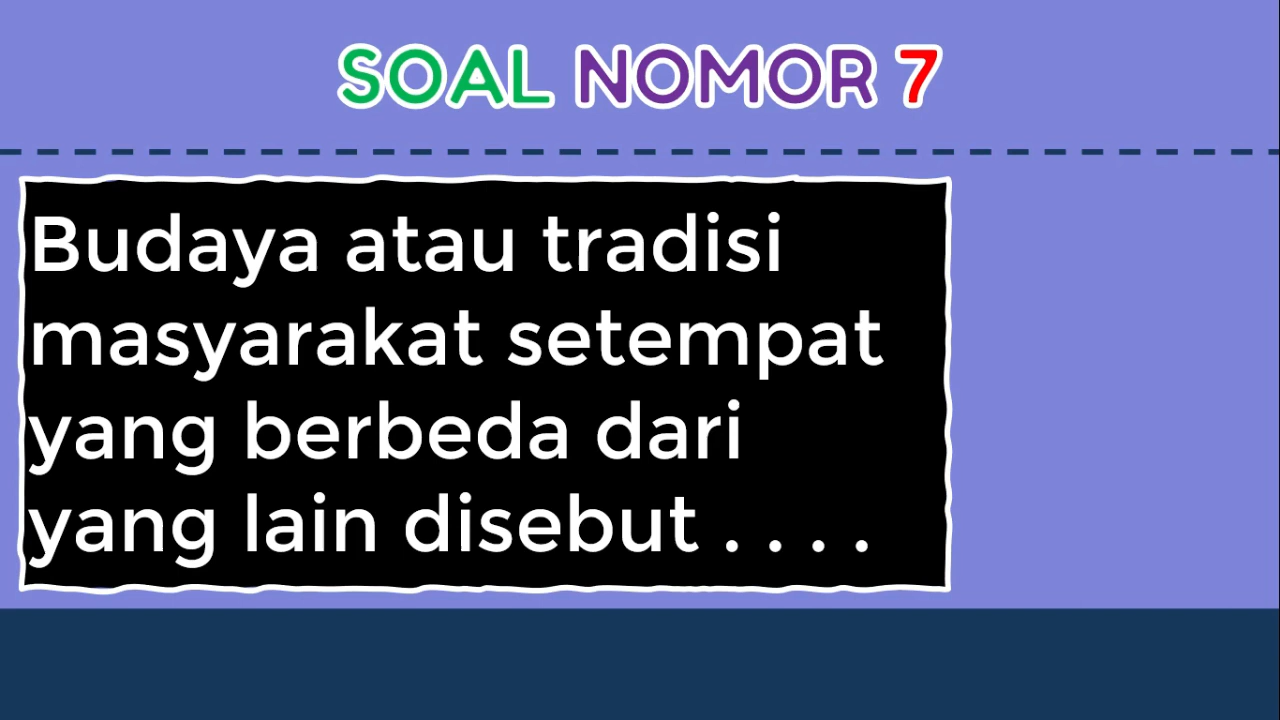 SOAL NOMOR 7
Budaya atau tradisi
masyarakat setempat
yang berbeda dari
yang lain disebut . . . .